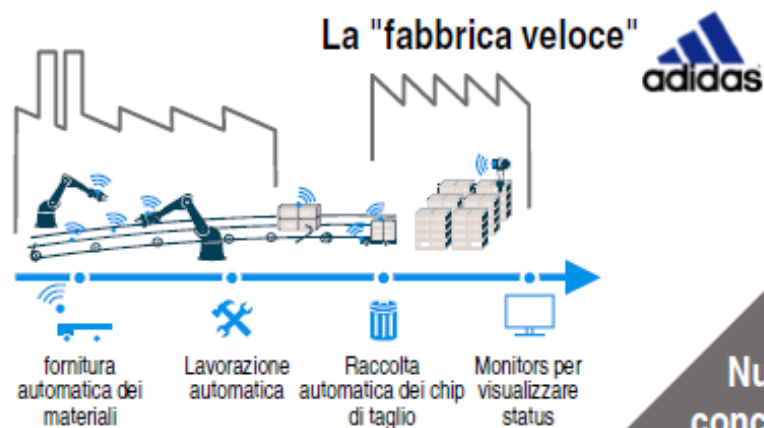 La "fabbrica veloce"
adidas
fornitura
automatica dei
materiali
Lavorazione
automatica
Raccolta
automatica dei chip
di taglio
Monitors per
visualizzare
status